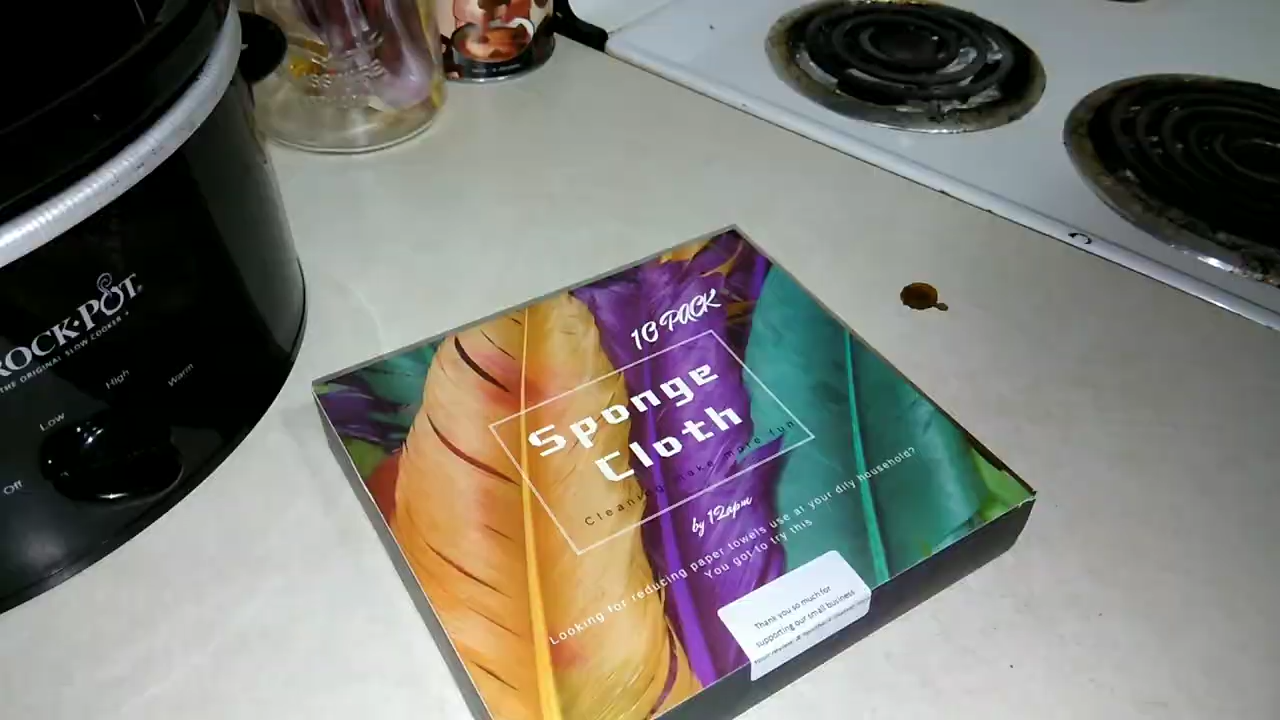 10 PACK
Sponge
Cloth
Cleaning make more fun
by 12apm
Looking for reducing paper towels use at your dily household?
You got to try this
Thank you so much for
supporting our small business
ROCK·POT
THE ORIGINAL SLOW COOKER
High
Warm
Low
Off